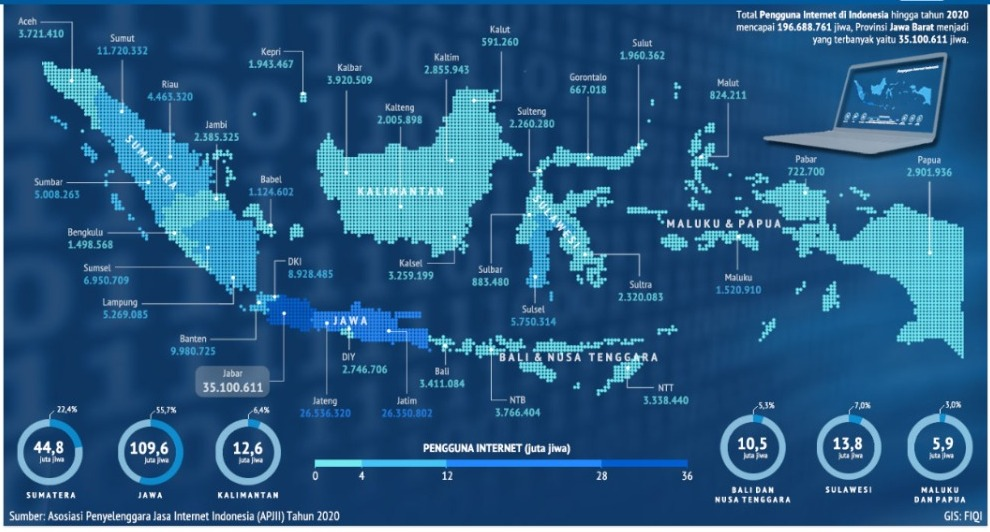 Total Pengguna Internet di Indonesia hingga tahun 2020
mencapai 196.688.761 jiwa, Provinsi Jawa Barat menjadi
yang terbanyak yaitu 35.100.611 jiwa.
Aceh
3.721.410
Sumut
11.720.332
Riau
4.463.320
Jambi
2.385.325
Kepri
1.943.467
Babel
1.124.602
Sumbar
5.008.263
Bengkulu
1.498.568
Sumsel
6.950.709
Lampung
5.269.085
SUMATERA
Kalbar
3.920.509
Kalteng
2.005.898
Kaltim
2.855.943
Kalut
591.260
Kalsel
3.259.199
KALIMANTAN
Sulteng
2.260.280
Gorontalo
667.018
Sulut
1.960.362
Sulbar
883.480
Sulsel
5.750.314
Sultra
2.320.083
SULAWESI
Malut
824.211
Maluku
1.520.910
Pabar
722.700
Papua
2.901.936
MALUKU & PAPUA
DKI
8.928.485
Banten
9.980.725
Jabar
35.100.611
Jateng
26.536.320
DIY
2.746.706
Jatim
26.350.802
JAWA
Bali
3.411.084
NTB
3.766.404
NTT
3.338.440
BALI & NUSA TENGGARA
22,4%
44,8
juta jiwa
SUMATERA
55,7%
109,6
juta jiwa
JAWA
6,4%
12,6
juta jiwa
KALIMANTAN
PENGGUNA INTERNET (juta jiwa)
0 4 12 28 36
5,3%
10,5
juta jiwa
BALI DAN
NUSA TENGGARA
7,0%
13,8
juta jiwa
SULAWESI
3,0%
5,9
juta jiwa
MALUKU
DAN PAPUA
Sumber: Asosiasi Penyelenggara Jasa Internet Indonesia (APJII) Tahun 2020
GIS: FIQI